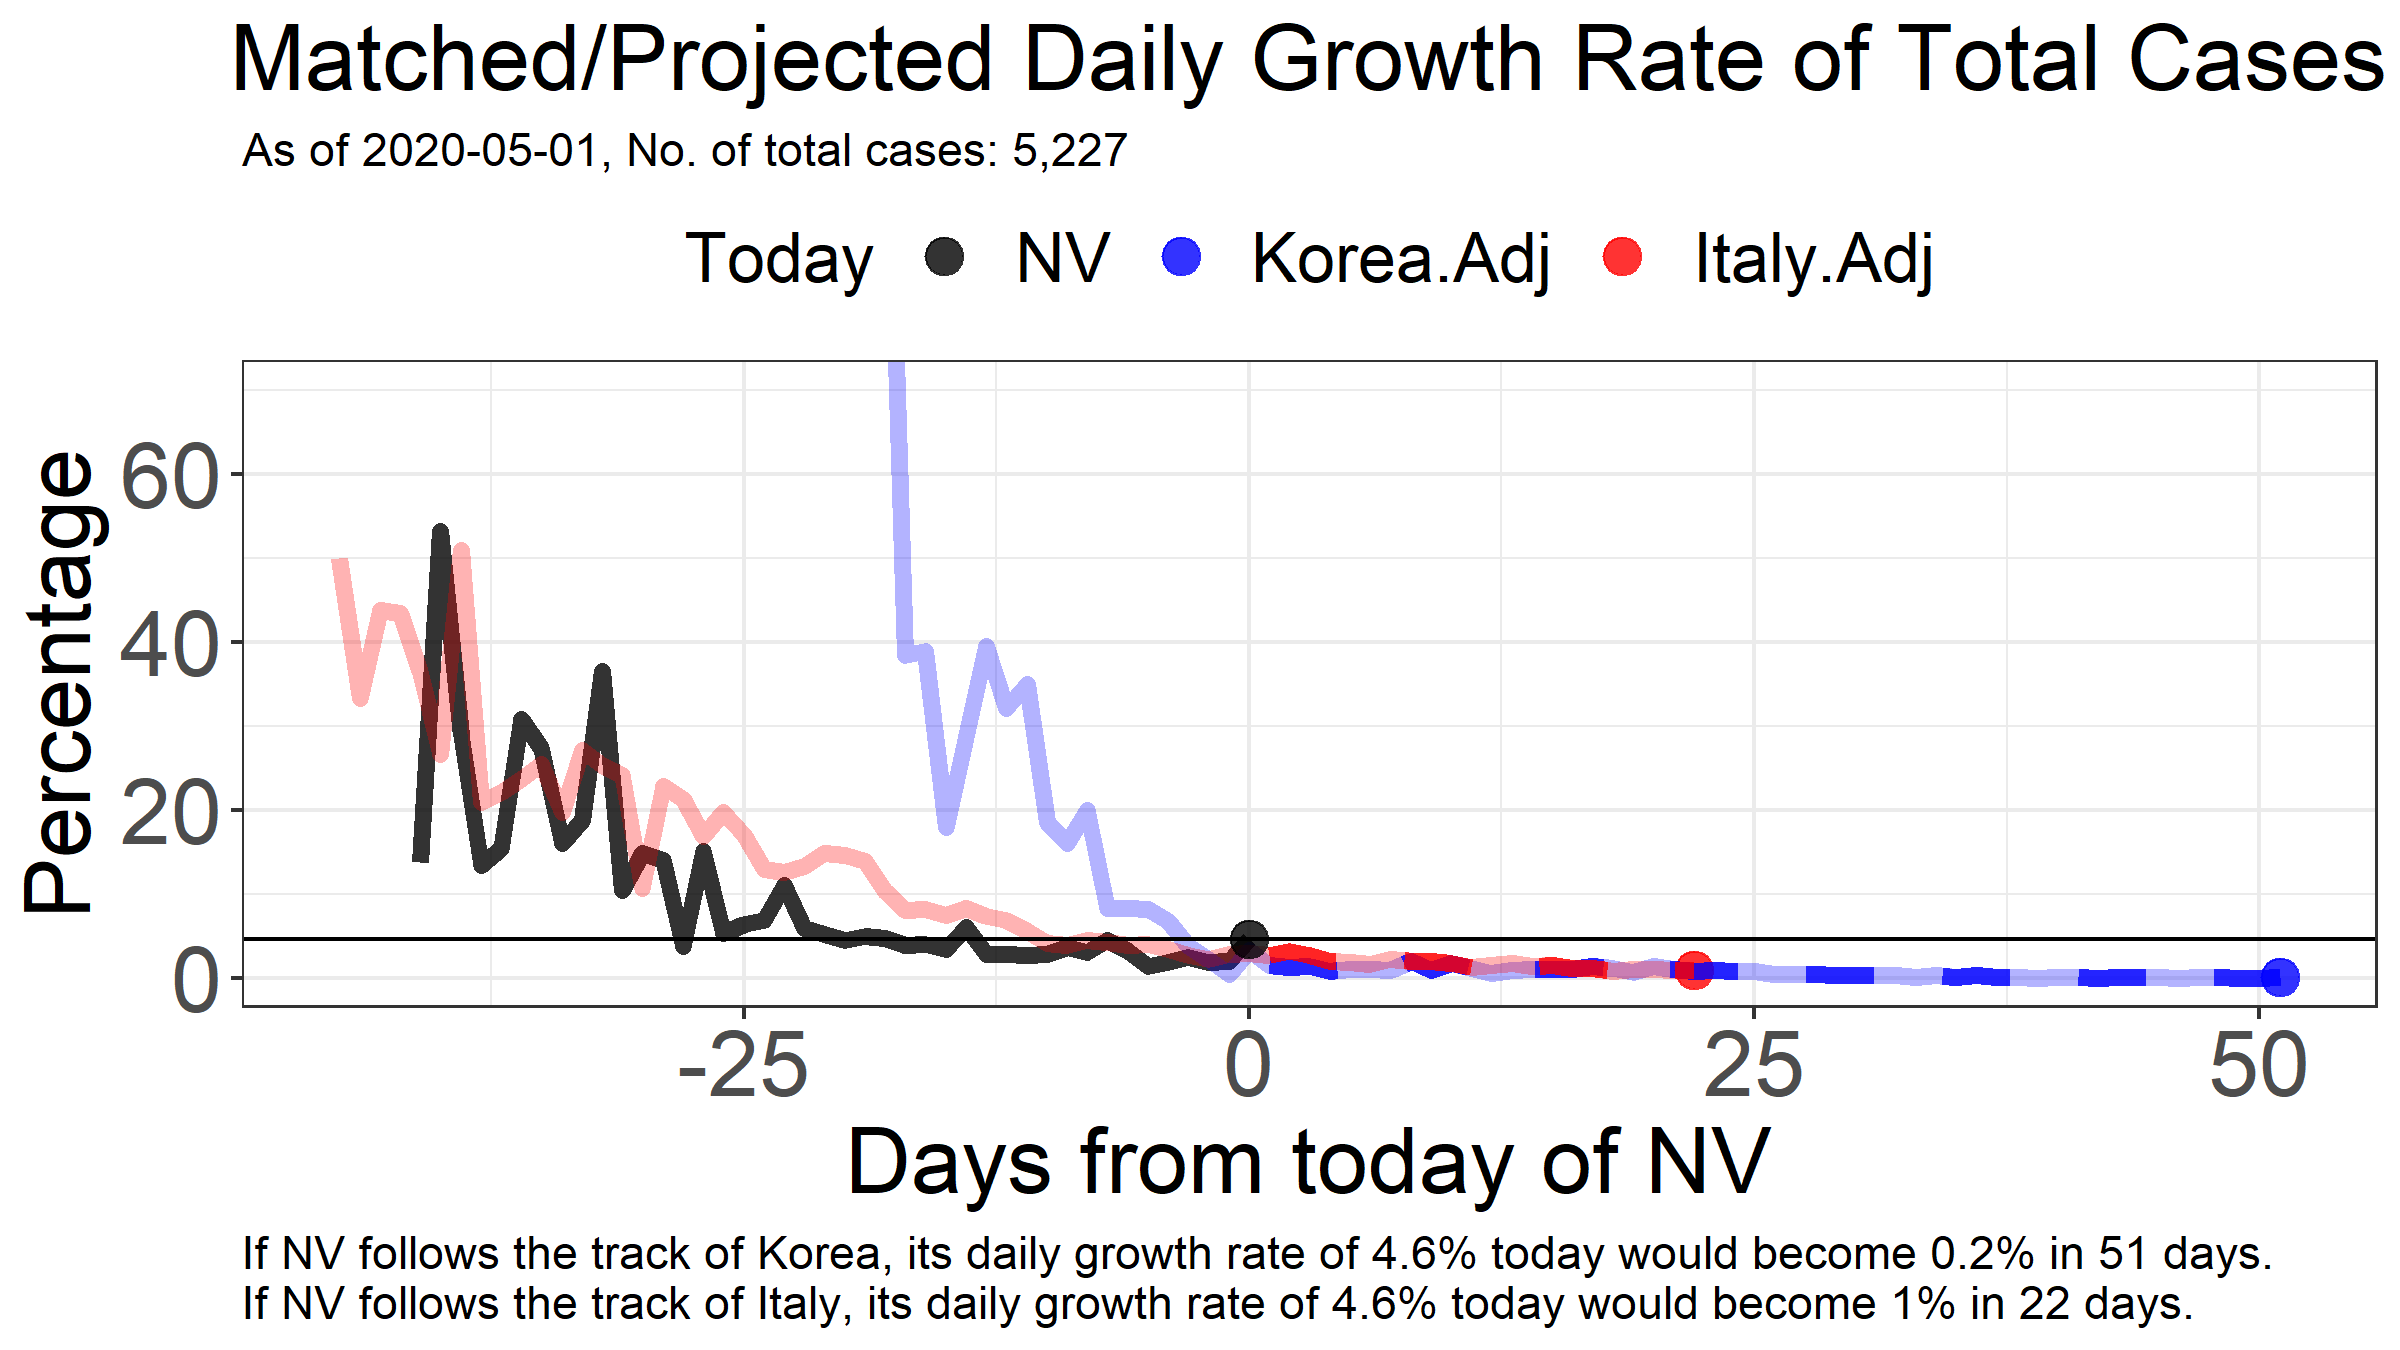 Matched/Projected Daily Growth Rate of Total Cases
As of 2020-05-01, No. of total cases: 5,227
Today NV Korea.Adj Italy.Adj
Percentage
60
40
20
0
-25 0 25 50
Days from today of NV
If NV follows the track of Korea, its daily growth rate of 4.6% today would become 0.2% in 51 days.
If NV follows the track of Italy, its daily growth rate of 4.6% today would become 1% in 22 days.